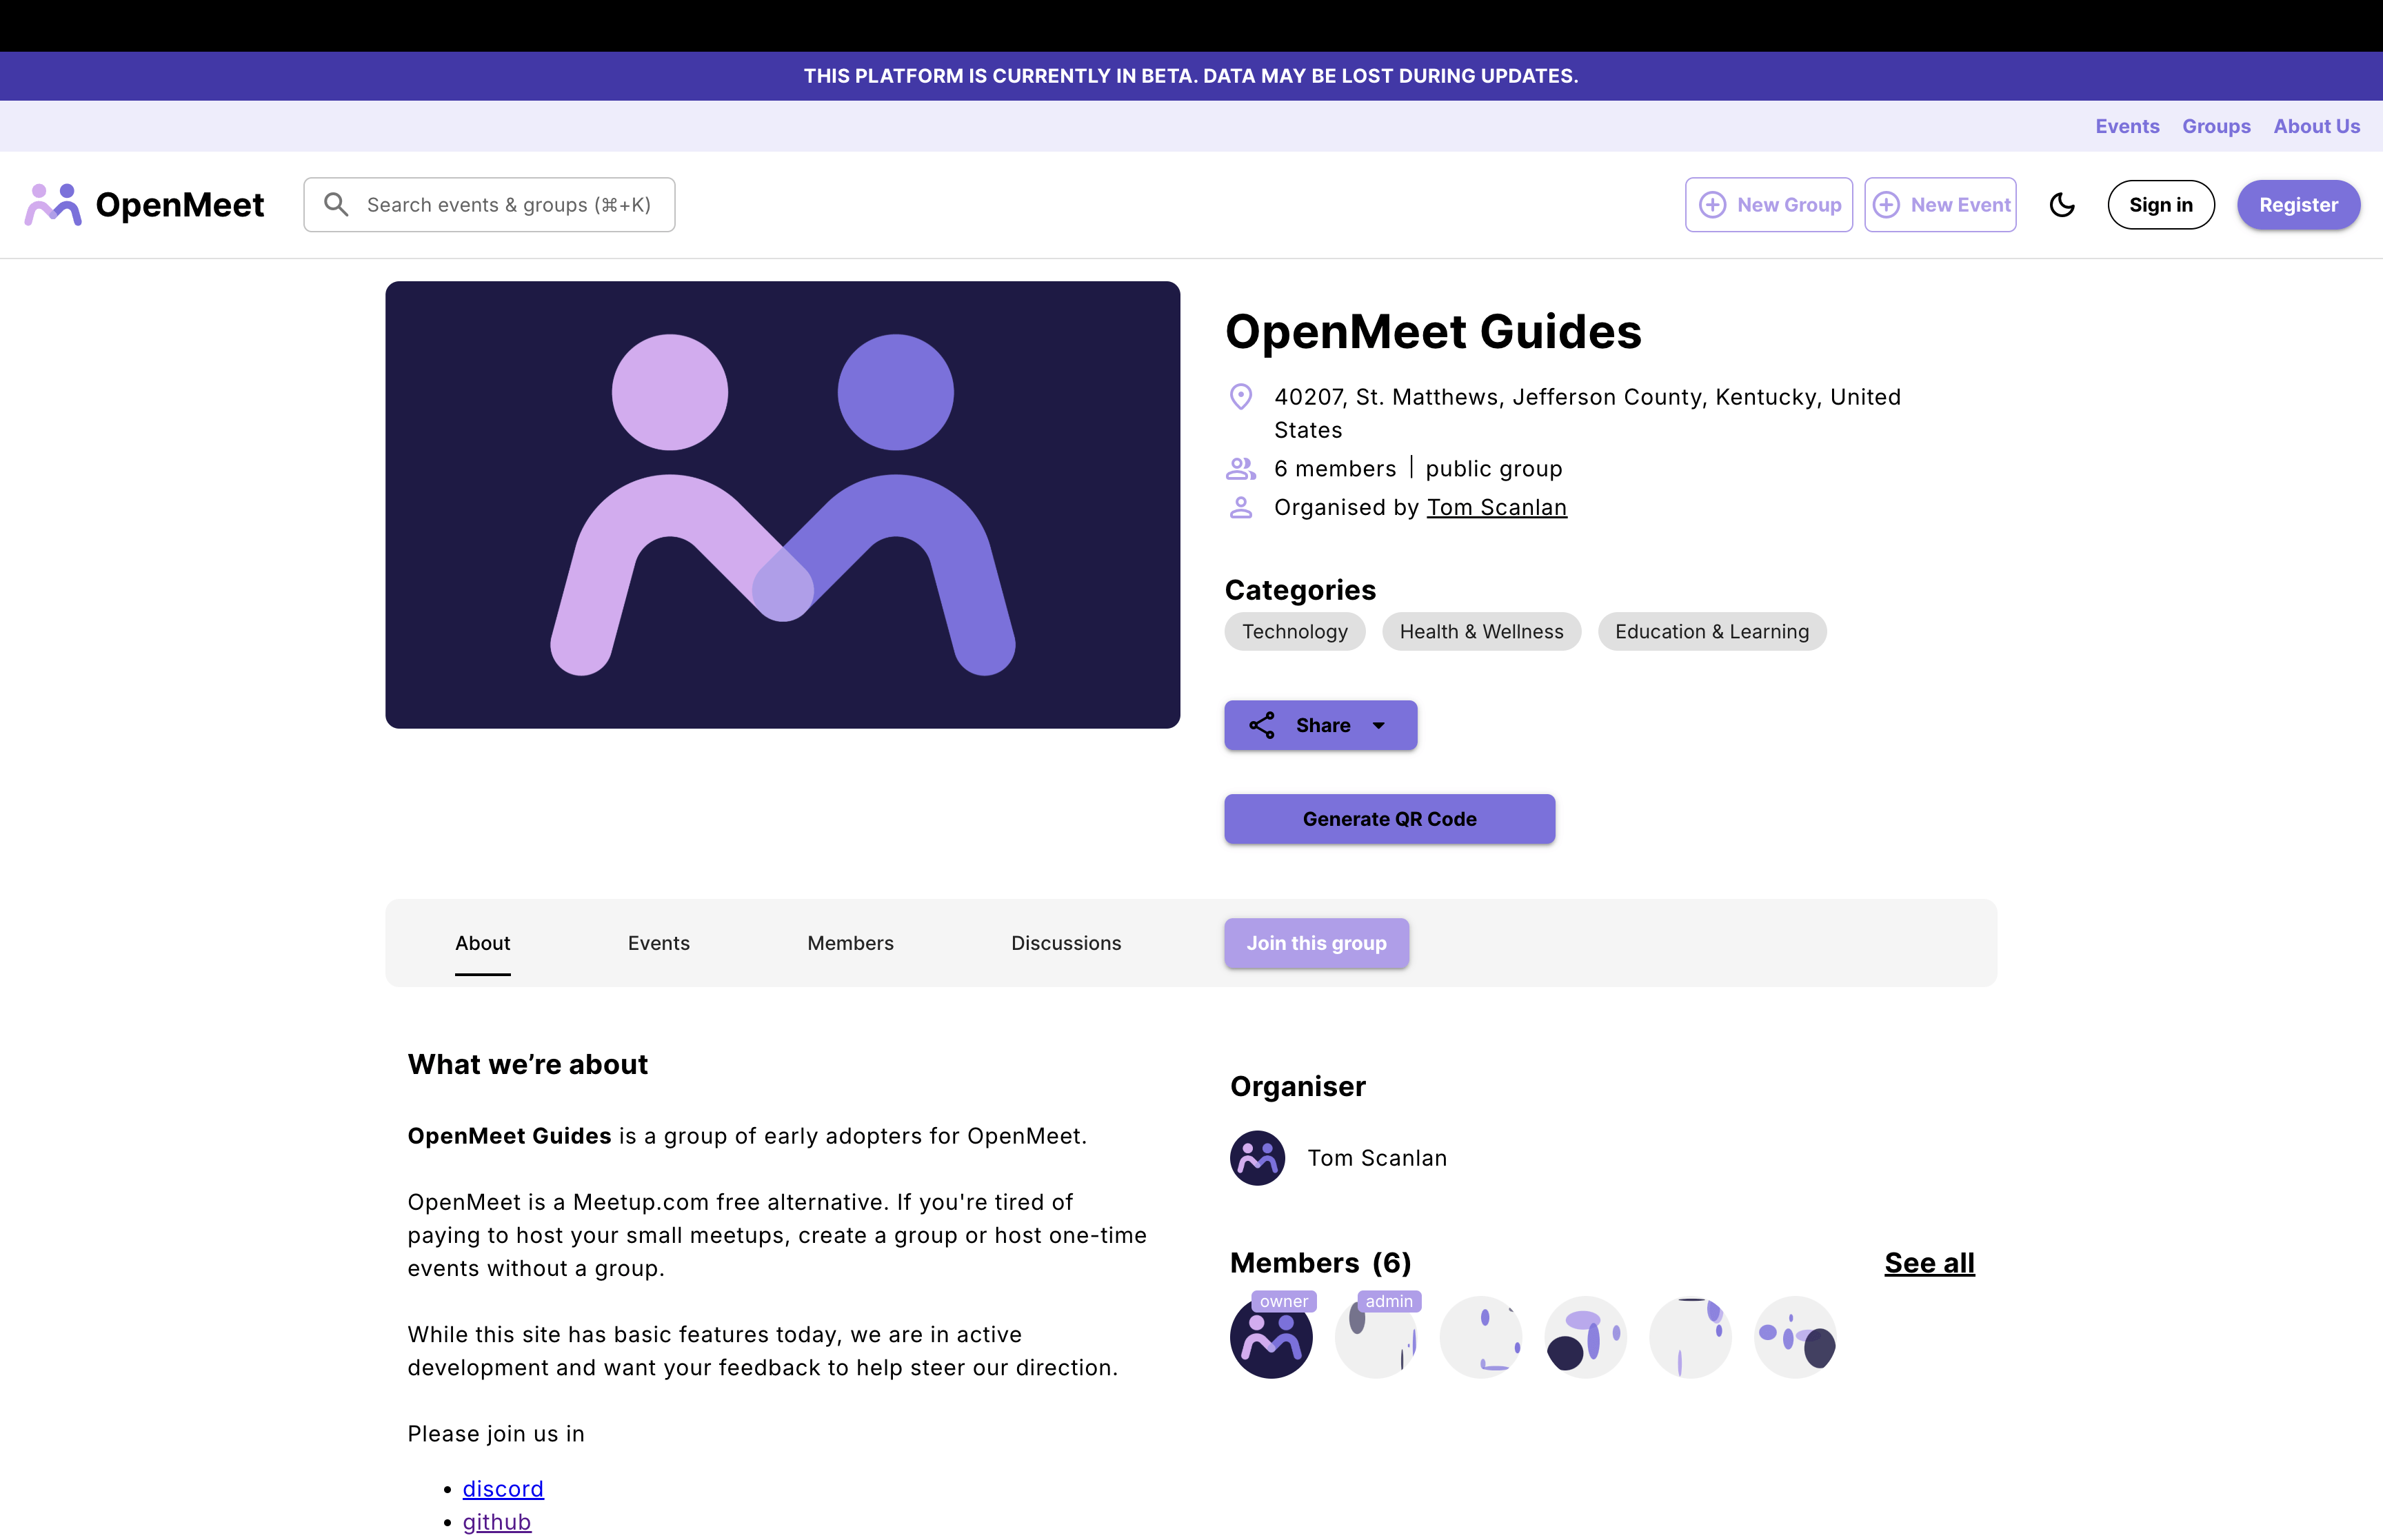 THIS PLATFORM IS CURRENTLY IN BETA. DATA MAY BE LOST DURING UPDATES.
Events Groups About Us
OpenMeet
Search events & groups (⌘+K)
New Group
New Event
Sign in
Register
OpenMeet Guides
40207, St. Matthews, Jefferson County, Kentucky, United
States
6 members | public group
Organised by Tom Scanlan
Categories
Technology
Health & Wellness
Education & Learning
Share
Generate QR Code
About
Events
Members
Discussions
Join this group
What we’re about
OpenMeet Guides is a group of early adopters for OpenMeet.
OpenMeet is a Meetup.com free alternative. If you're tired of
paying to host your small meetups, create a group or host one-time
events without a group.
While this site has basic features today, we are in active
development and want your feedback to help steer our direction.
Please join us in
• discord
• github
Organiser
Tom Scanlan
Members (6)
See all
owner
admin